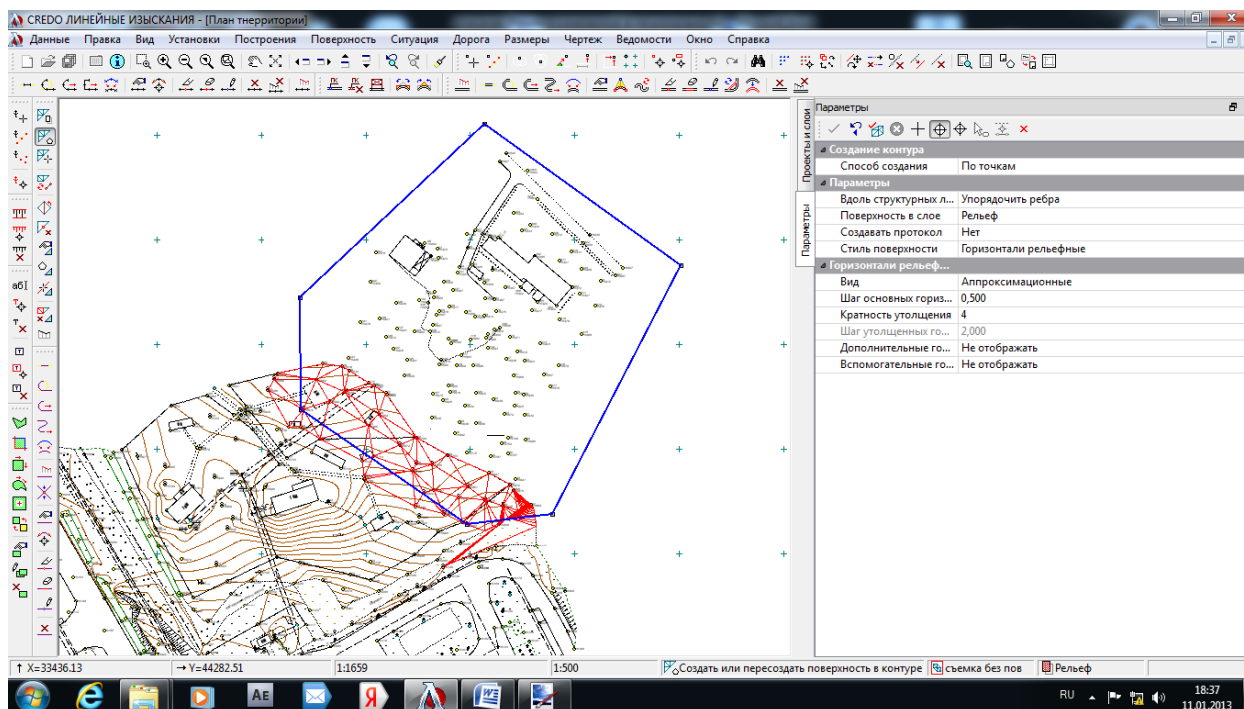 CREDO ЛИНЕЙНЫЕ ИЗЫСКАНИЯ - [План тнерритории]
Данные Правка Вид Установки Построения Поверхность Ситуация Дорога Размеры Чертеж Ведомости Окно Справка
Параметры
Проекты и слои
Параметры
Создание контура
Способ создания По точкам
Параметры
Вдоль структурных л... Упорядочить ребра
Поверхность в слое Рельеф
Создавать протокол Нет
Стиль поверхности Горизонтали рельефные
Горизонтали рельеф...
Вид Аппроксимационные
Шаг основных гориз... 0,500
Кратность утолщения 4
Шаг утолщенных го... 2,000
Дополнительные го... Не отображать
Вспомогательные го... Не отображать
абI
X=33436.13 Y=44282.51 1:1659 1:500 Создать или пересоздать поверхность в контуре съемка без пов Рельеф
AE Я W RU 18:37
11.01.2013